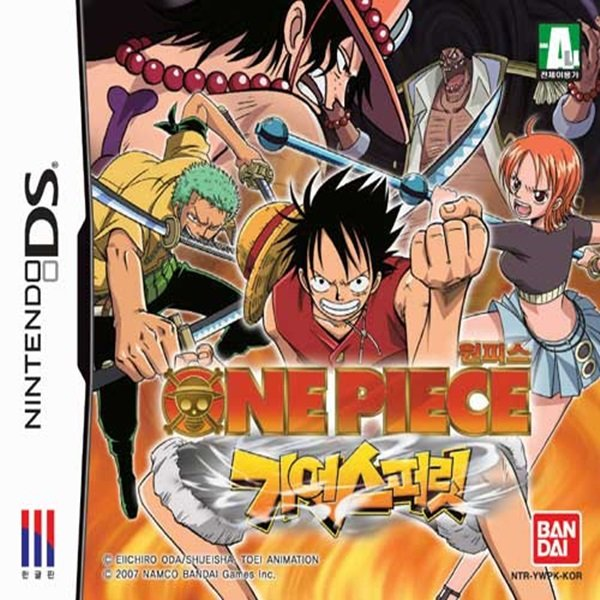 NINTENDO DS
A
전체이용가
원피스
ONE PIECE
기어스피릿
© EIICHIRO ODA/SHUEISHA, TOEI ANIMATION
© 2007 NAMCO BANDAI Games Inc.
BAN
DAI
NTR-YWPK-KOR
한글판